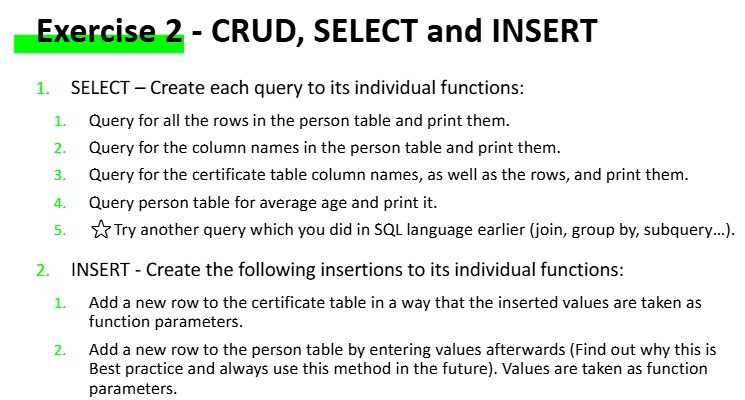 Exercise 2 - CRUD, SELECT and INSERT
1. SELECT – Create each query to its individual functions:
1. Query for all the rows in the person table and print them.
2. Query for the column names in the person table and print them.
3. Query for the certificate table column names, as well as the rows, and print them.
4. Query person table for average age and print it.
5. ☆Try another query which you did in SQL language earlier (join, group by, subquery…).
2. INSERT - Create the following insertions to its individual functions:
1. Add a new row to the certificate table in a way that the inserted values are taken as
function parameters.
2. Add a new row to the person table by entering values afterwards (Find out why this is
Best practice and always use this method in the future). Values are taken as function
parameters.